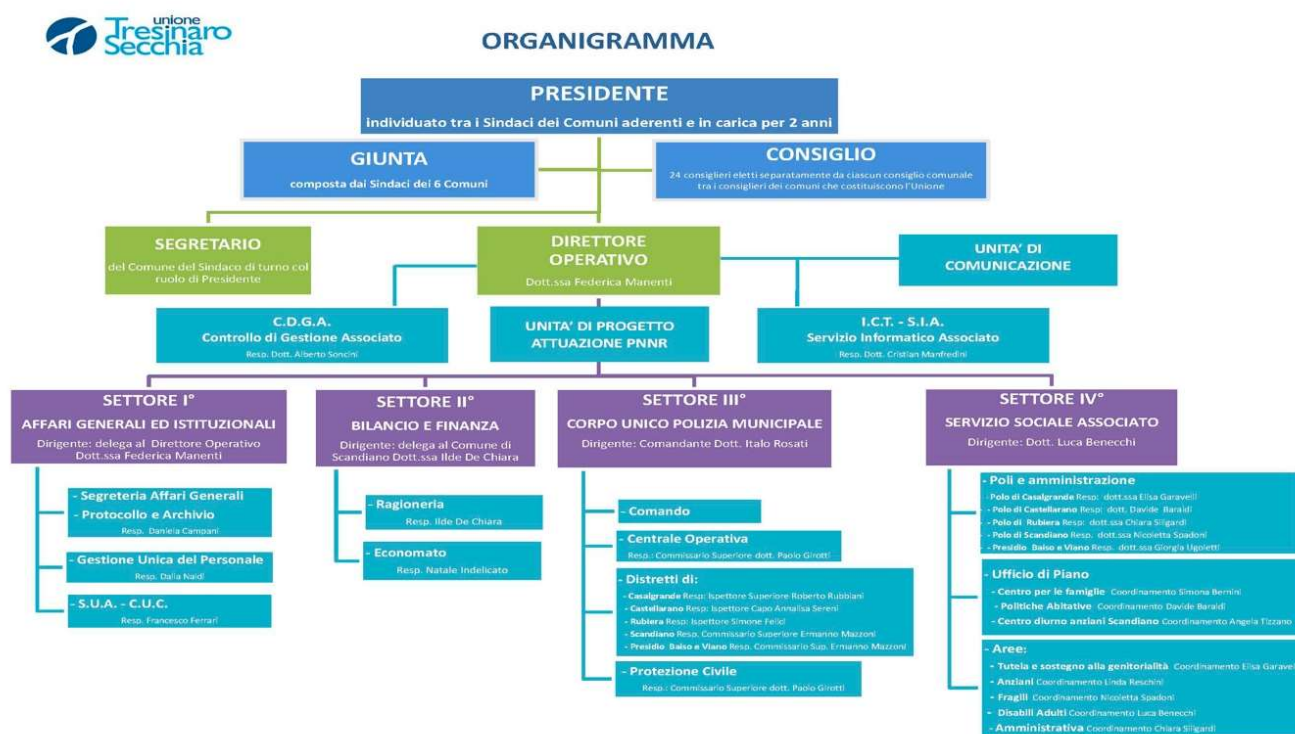 unione
Tresinaro
Secchia
ORGANIGRAMMA
PRESIDENTE
individuato tra i Sindaci dei Comuni aderenti e in carica per 2 anni
GIUNTA
composta dai Sindaci dei 6 Comuni
CONSIGLIO
24 consiglieri eletti separatamente da ciascun consiglio comunale
tra i consiglieri dei comuni che costituiscono l'Unione
SEGRETARIO
del Comune del Sindaco di turno col
ruolo di Presidente
DIRETTORE
OPERATIVO
Dott.ssa Federica Manenti
UNITA' DI
COMUNICAZIONE
C.D.G.A.
Controllo di Gestione Associato
Resp. Dott. Alberto Soncini
UNITA' DI PROGETTO
ATTUAZIONE PNNR
I.C.T. - S.I.A.
Servizio Informatico Associato
Resp. Dott. Cristian Manfredini
SETTORE I°
AFFARI GENERALI ED ISTITUZIONALI
Dirigente: delega al Direttore Operativo
Dott.ssa Federica Manenti
- Segreteria Affari Generali
- Protocollo e Archivio
Resp. Daniela Campani
- Gestione Unica del Personale
Resp. Dalia Naldi
- S.U.A. - C.U.C.
Resp. Francesco Ferrari
SETTORE II°
BILANCIO E FINANZA
Dirigente: delega al Comune di
Scandiano Dott.ssa Ilde De Chiara
- Ragioneria
Resp. Ilde De Chiara
- Economato
Resp. Natale Indelicato
SETTORE III°
CORPO UNICO POLIZIA MUNICIPALE
Dirigente: Comandante Dott. Italo Rosati
- Comando
- Centrale Operativa
Resp.: Commissario Superiore dott. Paolo Girotti
- Distretti di:
- Casalgrande Resp: Ispettore Superiore Roberto Rubbiani
- Castellarano Resp: Ispettore Capo Annalisa Sereni
- Rubiera Resp: Ispettore Simone Felici
- Scandiano Resp. Commissario Superiore Ermanno Mazzoni
- Presidio Baiso e Viano Resp. Commissario Sup. Ermanno Mazzoni
- Protezione Civile
Resp.: Commissario Superiore dott. Paolo Girotti
SETTORE IV°
SERVIZIO SOCIALE ASSOCIATO
Dirigente: Dott. Luca Benecchi
- Poli e amministrazione
- Polo di Casalgrande Resp: dott.ssa Elisa Garavelli
- Polo di Castellarano Resp: dott. Davide Baraldi
- Polo di Rubiera Resp: dott.ssa Chiara Siligardi
- Polo di Scandiano Resp: dott.ssa Nicoletta Spadoni
- Presidio Baiso e Viano Resp. dott.ssa Giorgia Ugoletti
- Ufficio di Piano
- Centro per le famiglie Coordinamento Simona Bernini
- Politiche Abitative Coordinamento Davide Baraldi
- Centro diurno anziani Scandiano Coordinamento Angela Tizzano
- Aree:
- Tutela e sostegno alla genitorialità Coordinamento Elisa Garavel
- Anziani Coordinamento Linda Reschini
- Fragili Coordinamento Nicoletta Spadoni
- Disabili Adulti Coordinamento Luca Benecchi
- Amministrativa Coordinamento Chiara Siligardi